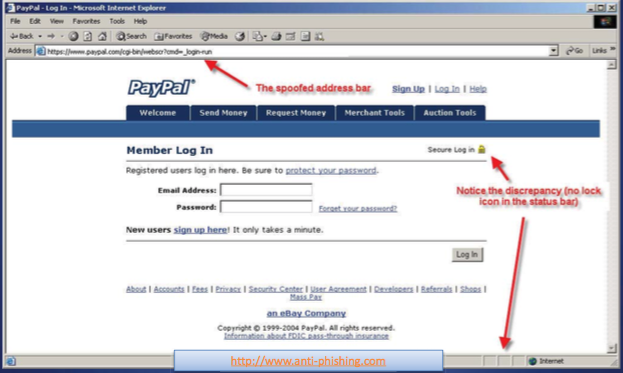 PayPal - Log In - Microsoft Internet Explorer
File Edit View Favorites Tools Help
Back Search Favorites Media
Address https://www.paypal.com/cgi-bin/webscr?cmd=_login-run Go Links »
PayPal®
The spoofed address bar
Sign Up | Log In | Help
Welcome Send Money Request Money Merchant Tools Auction Tools
Member Log In
Secure Log in
Registered users log in here. Be sure to protect your password.
Email Address:
Notice the discrepancy (no lock
icon in the status bar)
Password:
Forget your password?
New users sign up here! It only takes a minute.
Log In
About | Accounts | Fees | Privacy | Security Center | User Agreement | Developers | Referrals | Shops |
Mass Pay
an eBay Company
Copyright © 1999-2004 PayPal. All rights reserved.
Information about FDIC pass-through insurance
http://www.anti-phishing.com
Internet